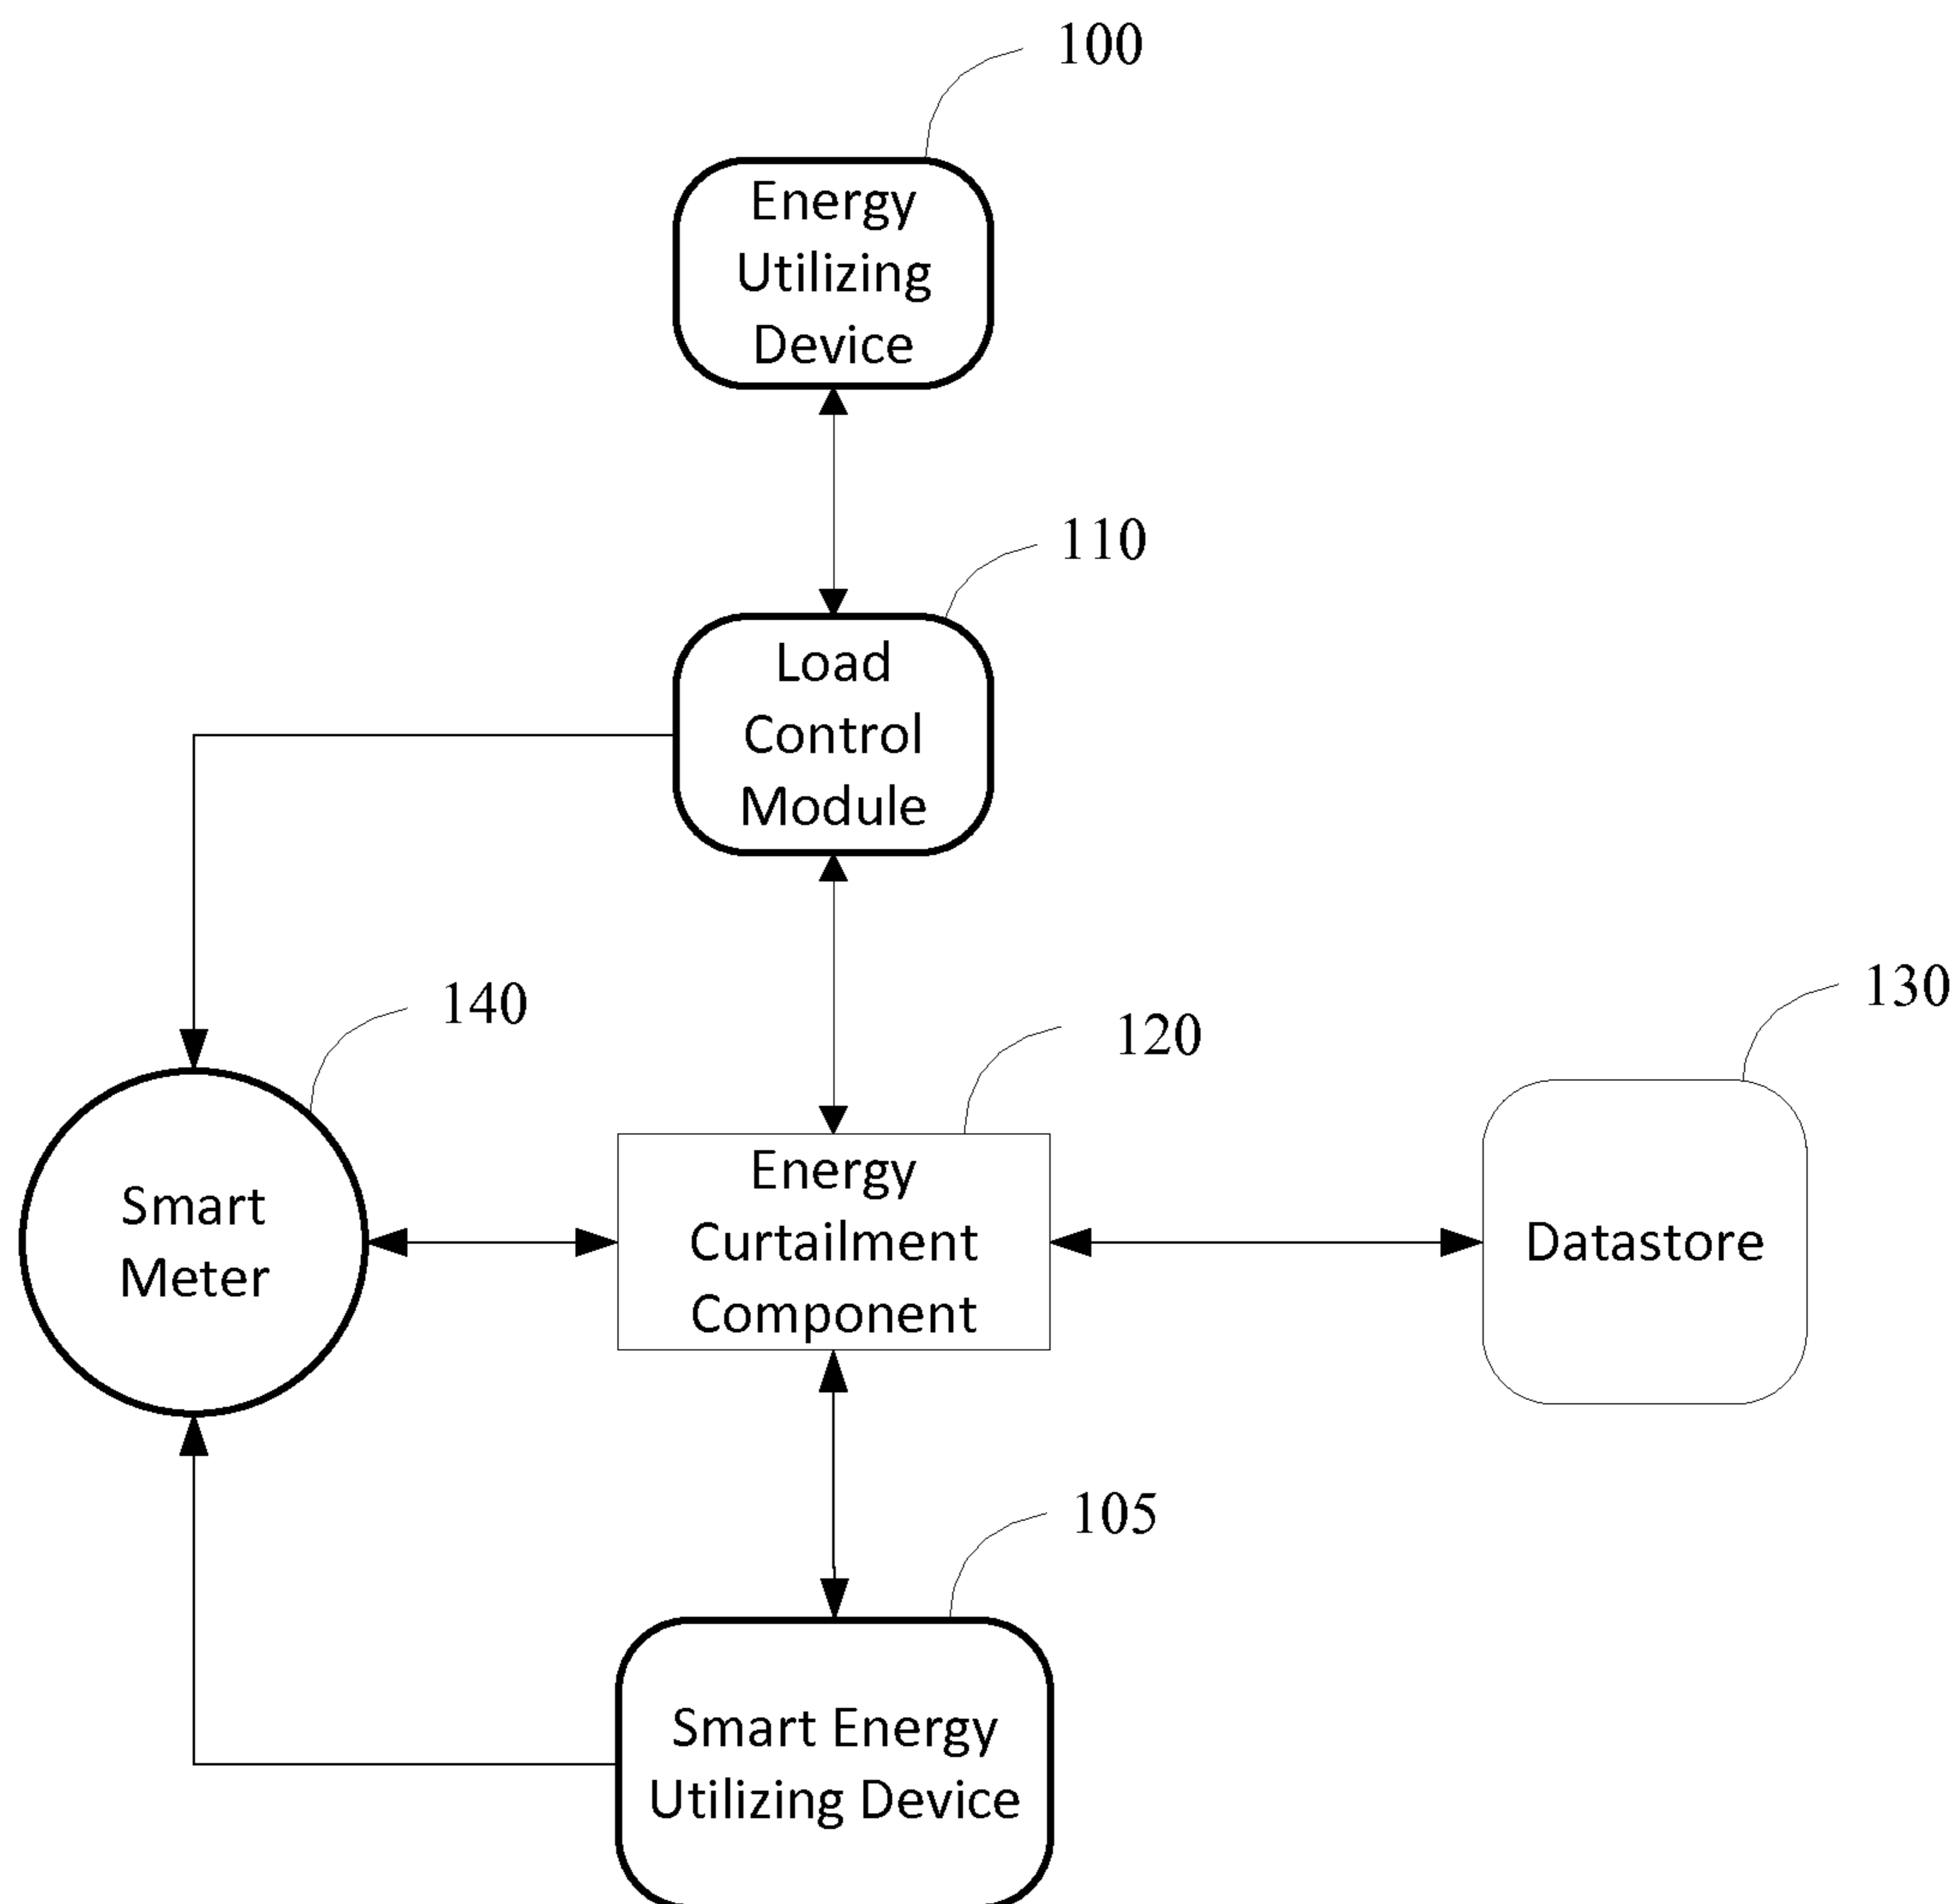 100
Energy
Utilizing
Device
110
Load
Control
Module
140
120
130
Smart
Meter
Energy
Curtailment
Component
Datastore
105
Smart Energy
Utilizing Device